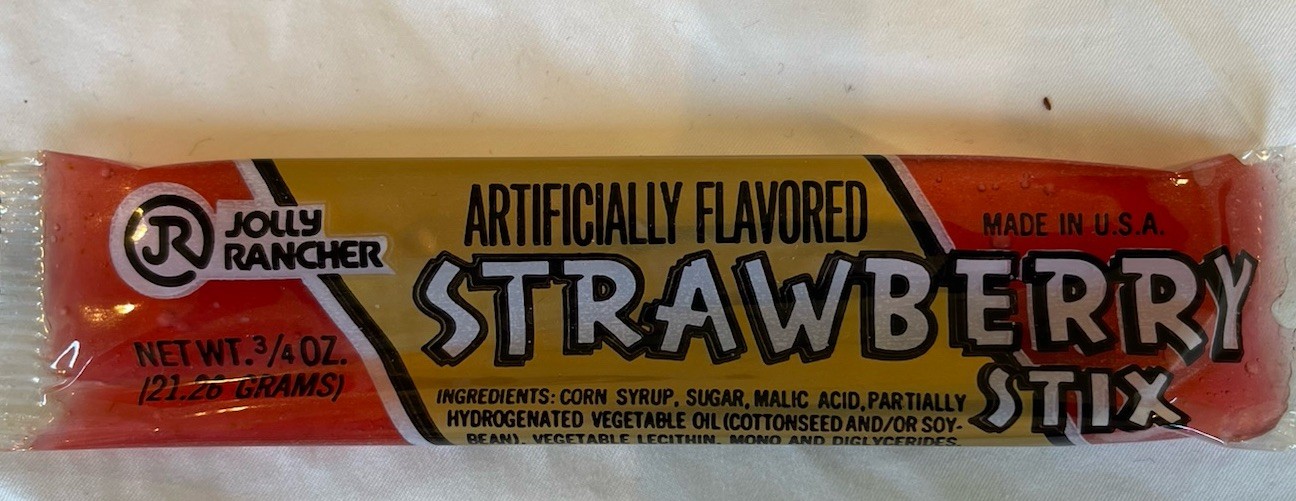 JR JOLLY
RANCHER
NET WT. 3/4 OZ.
(21.26 GRAMS)
ARTIFICIALLY FLAVORED
STRAWBERRY
STIX
MADE IN U.S.A.
INGREDIENTS: CORN SYRUP, SUGAR, MALIC ACID, PARTIALLY
HYDROGENATED VEGETABLE OIL (COTTONSEED AND/OR SOY-
BEAN), VEGETABLE LECITHIN, MONO AND DIGLYCERIDES,